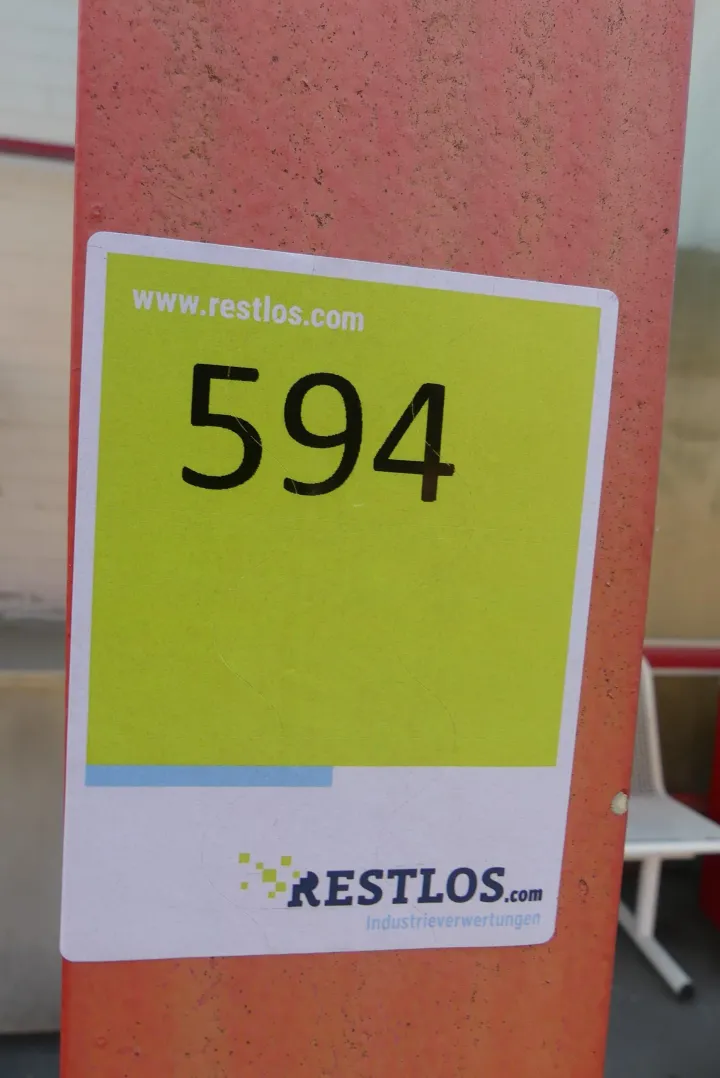 www.restlos.com
594
RESTLOS.com
Industrieverwertungen